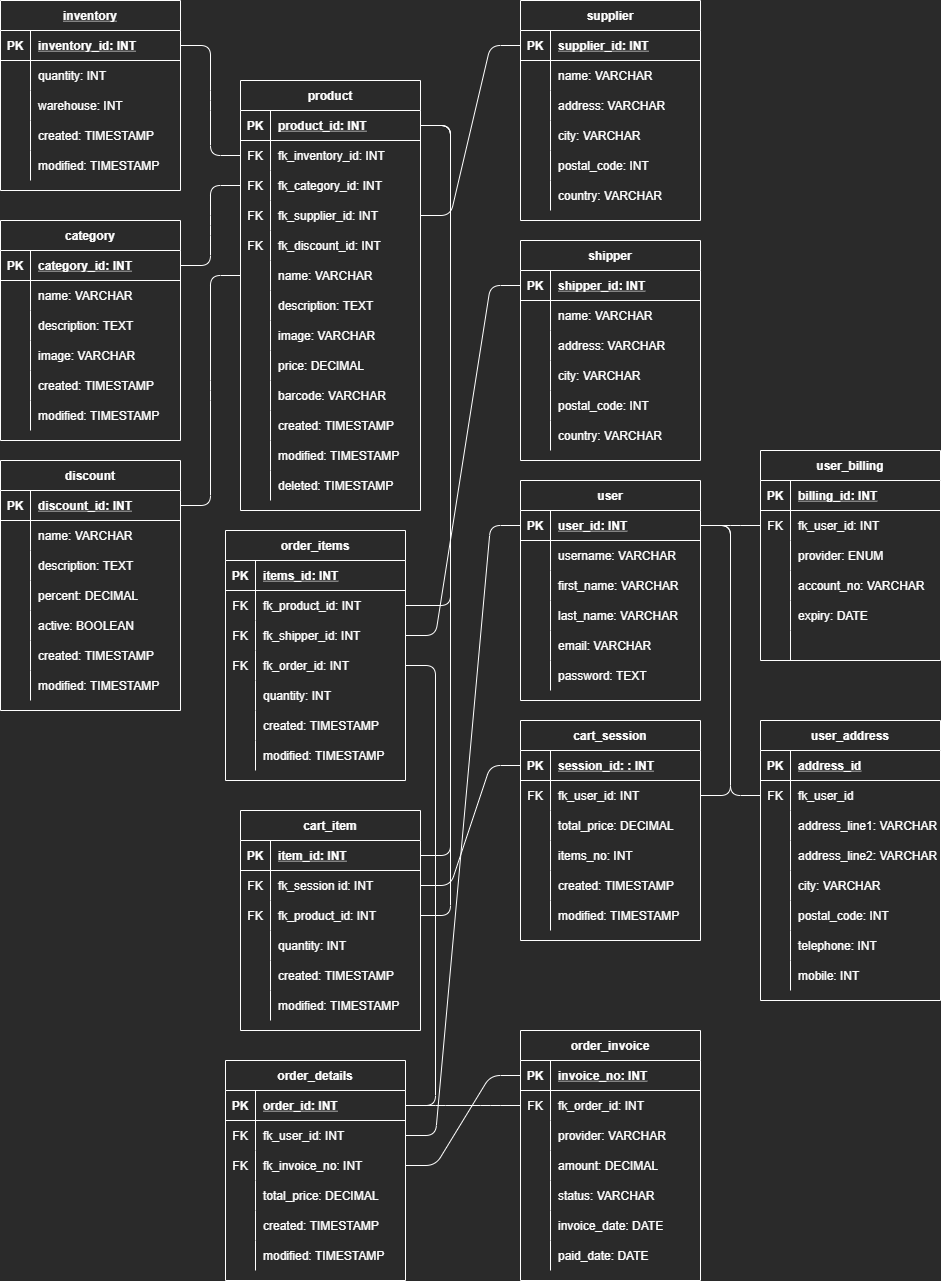 inventory
PK inventory_id: INT
quantity: INT
warehouse: INT
created: TIMESTAMP
modified: TIMESTAMP
category
PK category_id: INT
name: VARCHAR
description: TEXT
image: VARCHAR
created: TIMESTAMP
modified: TIMESTAMP
discount
PK discount_id: INT
name: VARCHAR
description: TEXT
percent: DECIMAL
active: BOOLEAN
created: TIMESTAMP
modified: TIMESTAMP
product
PK product_id: INT
FK fk_inventory_id: INT
FK fk_category_id: INT
FK fk_supplier_id: INT
FK fk_discount_id: INT
name: VARCHAR
description: TEXT
image: VARCHAR
price: DECIMAL
barcode: VARCHAR
created: TIMESTAMP
modified: TIMESTAMP
deleted: TIMESTAMP
order_items
PK items_id: INT
FK fk_product_id: INT
FK fk_shipper_id: INT
FK fk_order_id: INT
quantity: INT
created: TIMESTAMP
modified: TIMESTAMP
cart_item
PK item_id: INT
FK fk_session id: INT
FK fk_product_id: INT
quantity: INT
created: TIMESTAMP
modified: TIMESTAMP
order_details
PK order_id: INT
FK fk_user_id: INT
FK fk_invoice_no: INT
total_price: DECIMAL
created: TIMESTAMP
modified: TIMESTAMP
supplier
PK supplier_id: INT
name: VARCHAR
address: VARCHAR
city: VARCHAR
postal_code: INT
country: VARCHAR
shipper
PK shipper_id: INT
name: VARCHAR
address: VARCHAR
city: VARCHAR
postal_code: INT
country: VARCHAR
user
PK user_id: INT
username: VARCHAR
first_name: VARCHAR
last_name: VARCHAR
email: VARCHAR
password: TEXT
cart_session
PK session_id: : INT
FK fk_user_id: INT
total_price: DECIMAL
items_no: INT
created: TIMESTAMP
modified: TIMESTAMP
order_invoice
PK invoice_no: INT
FK fk_order_id: INT
provider: VARCHAR
amount: DECIMAL
status: VARCHAR
invoice_date: DATE
paid_date: DATE
user_billing
PK billing_id: INT
FK fk_user_id: INT
provider: ENUM
account_no: VARCHAR
expiry: DATE
user_address
PK address_id
FK fk_user_id
address_line1: VARCHAR
address_line2: VARCHAR
city: VARCHAR
postal_code: INT
telephone: INT
mobile: INT